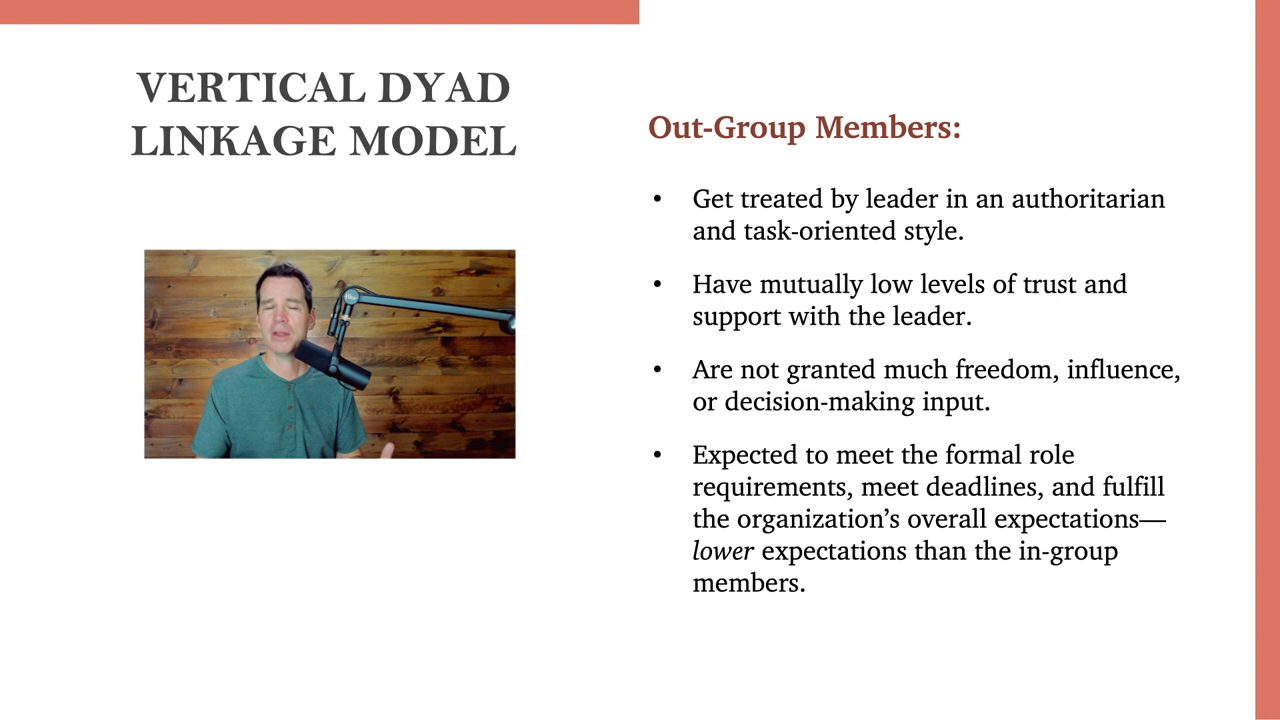 VERTICAL DYAD
LINKAGE MODEL
Out-Group Members:
• Get treated by leader in an authoritarian
and task-oriented style.
• Have mutually low levels of trust and
support with the leader.
• Are not granted much freedom, influence,
or decision-making input.
• Expected to meet the formal role
requirements, meet deadlines, and fulfill
the organization’s overall expectations—
lower expectations than the in-group
members.